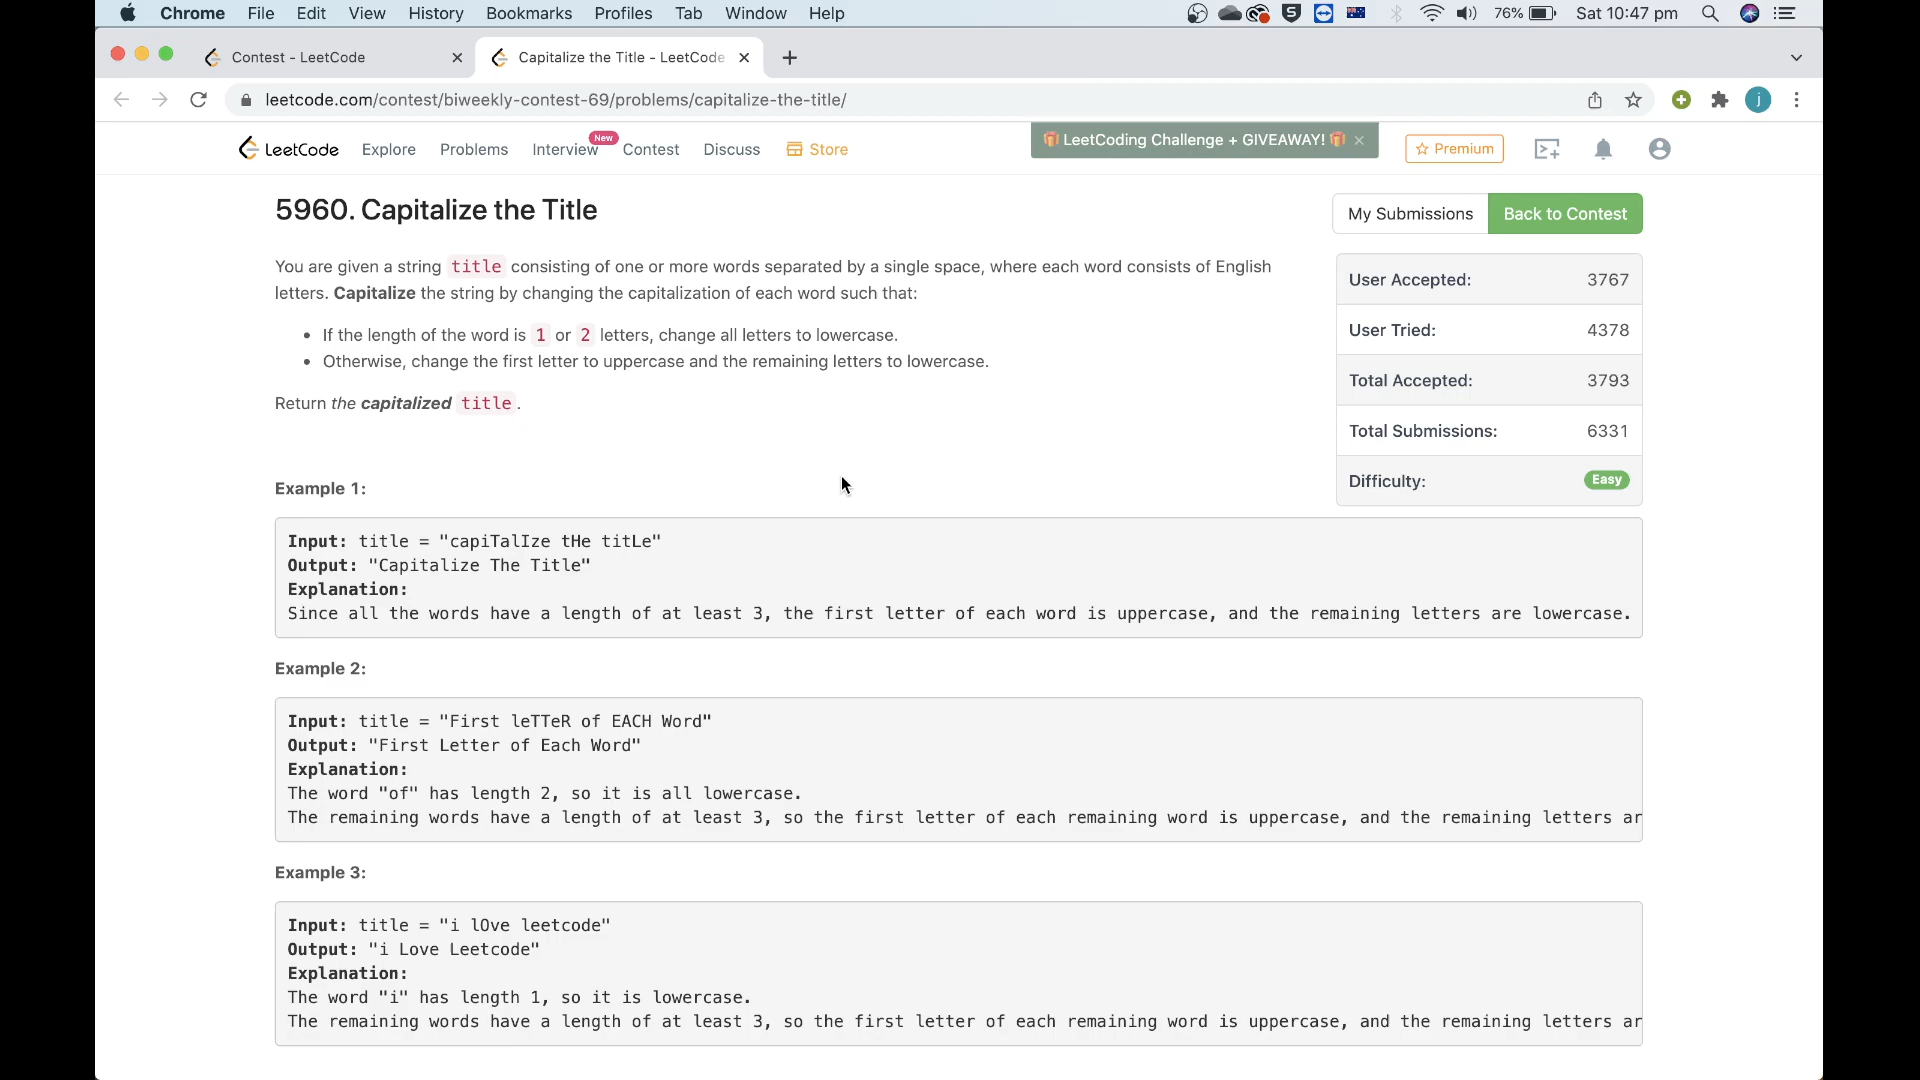 Chrome File Edit View History Bookmarks Profiles Tab Window Help 76% Sat 10:47 pm
Contest - LeetCode Capitalize the Title - LeetCode
leetcode.com/contest/biweekly-contest-69/problems/capitalize-the-title/ j
LeetCode Explore Problems Interview New Contest Discuss Store LeetCoding Challenge + GIVEAWAY! Premium
5960. Capitalize the Title
My Submissions Back to Contest
You are given a string title consisting of one or more words separated by a single space, where each word consists of English
letters. Capitalize the string by changing the capitalization of each word such that:
• If the length of the word is 1 or 2 letters, change all letters to lowercase.
• Otherwise, change the first letter to uppercase and the remaining letters to lowercase.
Return the capitalized title.
User Accepted: 3767
User Tried: 4378
Total Accepted: 3793
Total Submissions: 6331
Difficulty: Easy
Example 1:
Input: title = "capiTalIze tHe titLe"
Output: "Capitalize The Title"
Explanation:
Since all the words have a length of at least 3, the first letter of each word is uppercase, and the remaining letters are lowercase.
Example 2:
Input: title = "First leTTeR of EACH Word"
Output: "First Letter of Each Word"
Explanation:
The word "of" has length 2, so it is all lowercase.
The remaining words have a length of at least 3, so the first letter of each remaining word is uppercase, and the remaining letters ar
Example 3:
Input: title = "i lOve leetcode"
Output: "i Love Leetcode"
Explanation:
The word "i" has length 1, so it is lowercase.
The remaining words have a length of at least 3, so the first letter of each remaining word is uppercase, and the remaining letters ar